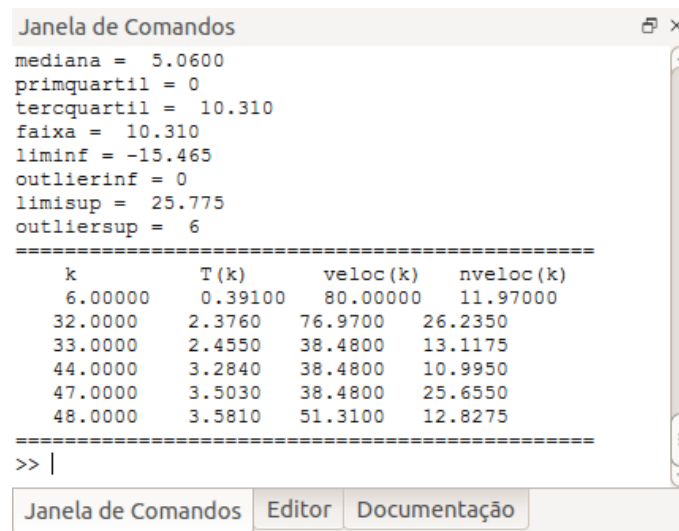 Janela de Comandos
mediana =  5.0600
primquartil = 0
tercquartil =  10.310
faixa =  10.310
liminf = -15.465
outlierinf = 0
limisup =  25.775
outliersup =  6
===============================================
k T(k) veloc(k) nveloc(k)
6.00000 0.39100 80.00000 11.97000
32.0000 2.3760 76.9700 26.2350
33.0000 2.4550 38.4800 13.1175
44.0000 3.2840 38.4800 10.9950
47.0000 3.5030 38.4800 25.6550
48.0000 3.5810 51.3100 12.8275
===============================================
>>
Janela de Comandos Editor Documentação